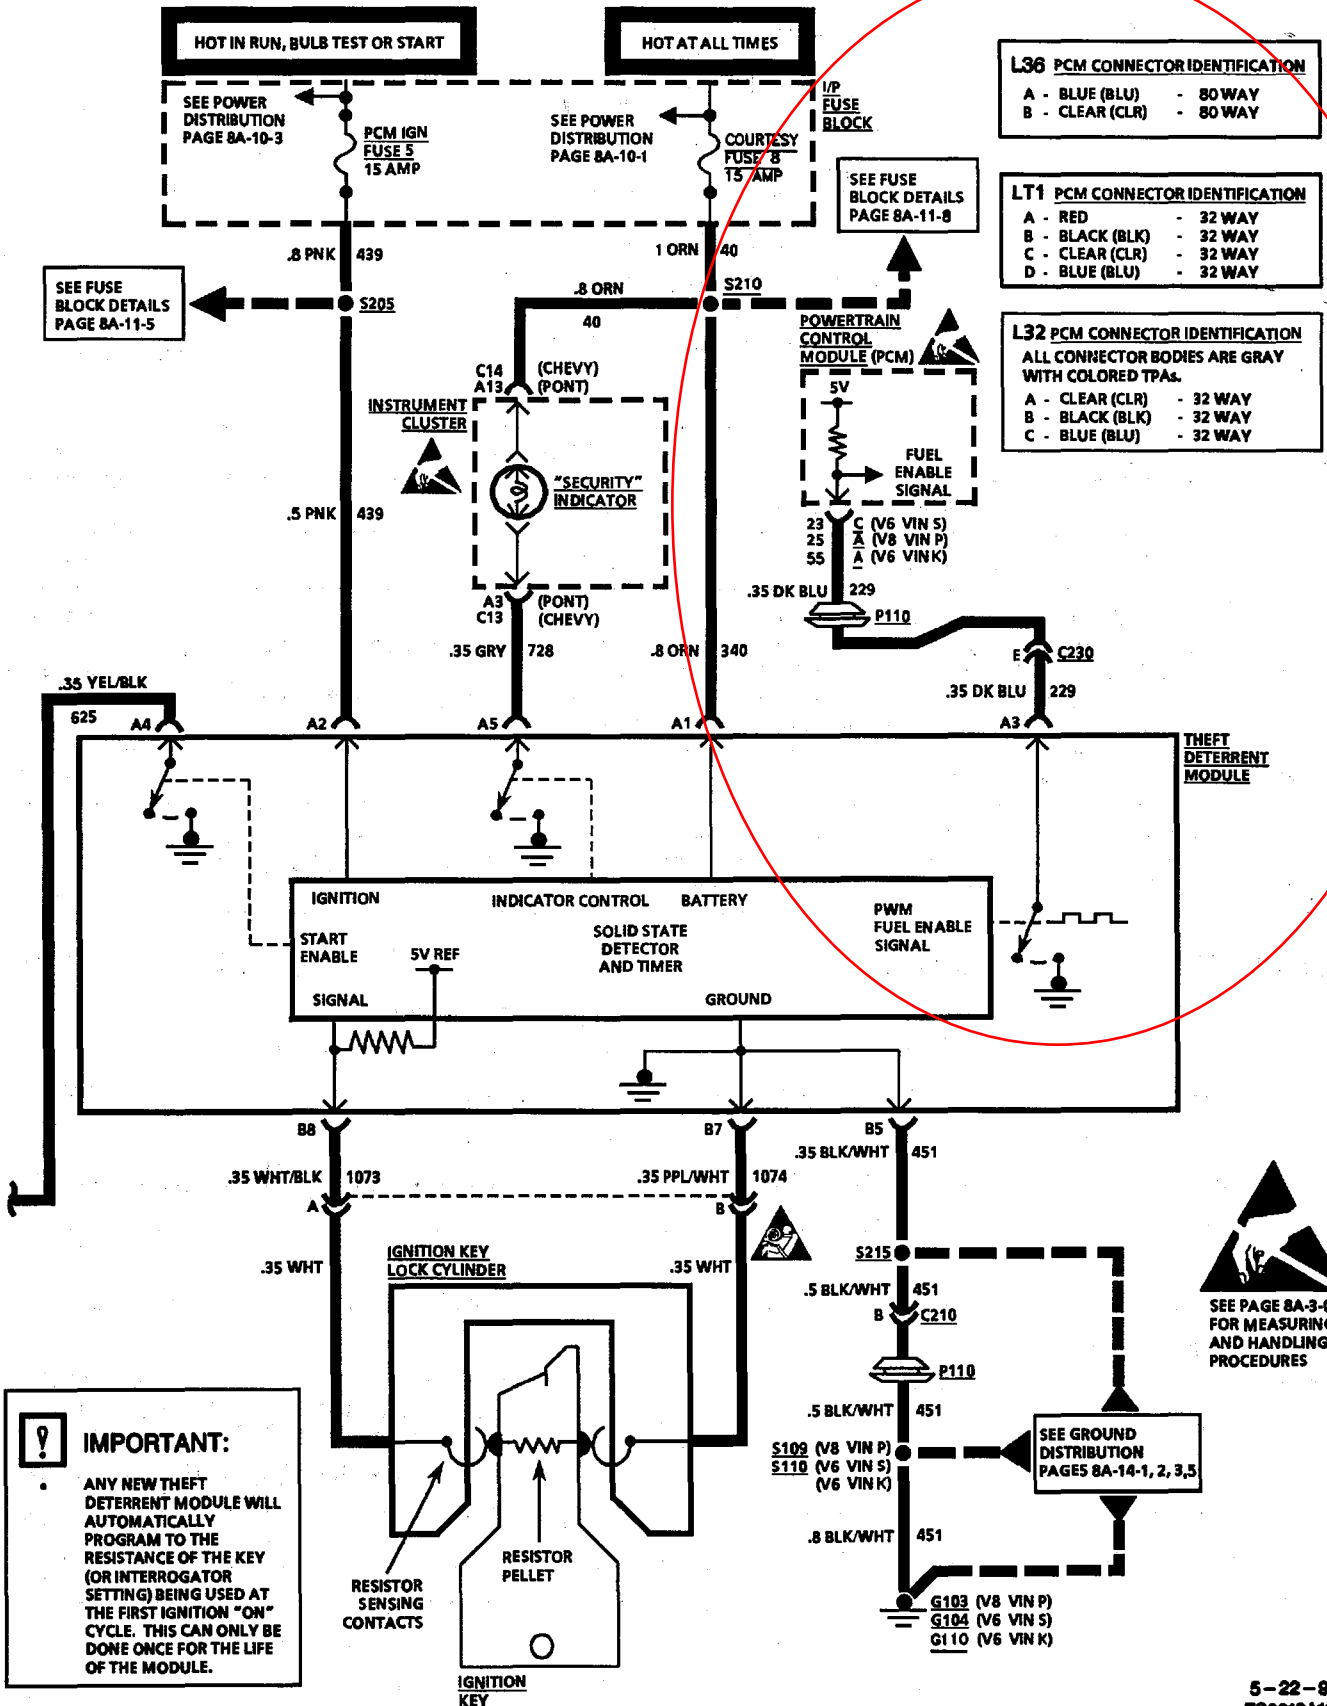 HOT IN RUN, BULB TEST OR START
HOT AT ALL TIMES
SEE POWER
DISTRIBUTION
PAGE 8A-10-3
PCM IGN
FUSE 5
15 AMP
SEE POWER
DISTRIBUTION
PAGE 8A-10-1
COURTESY
FUSE 8
15 AMP
I/P
FUSE
BLOCK
L36 PCM CONNECTOR IDENTIFICATION
A - BLUE (BLU) - 80 WAY
B - CLEAR (CLR) - 80 WAY
SEE FUSE
BLOCK DETAILS
PAGE 8A-11-8
LT1 PCM CONNECTOR IDENTIFICATION
A - RED - 32 WAY
B - BLACK (BLK) - 32 WAY
C - CLEAR (CLR) - 32 WAY
D - BLUE (BLU) - 32 WAY
.8 PNK 439
1 ORN 40
SEE FUSE
BLOCK DETAILS
PAGE 8A-11-5
S205
.8 ORN
40
S210
POWERTRAIN
CONTROL
MODULE (PCM)
L32 PCM CONNECTOR IDENTIFICATION
ALL CONNECTOR BODIES ARE GRAY
WITH COLORED TPAs.
A - CLEAR (CLR) - 32 WAY
B - BLACK (BLK) - 32 WAY
C - BLUE (BLU) - 32 WAY
C14 (CHEVY)
A13 (PONT)
INSTRUMENT
CLUSTER
"SECURITY"
INDICATOR
5V
FUEL
ENABLE
SIGNAL
.5 PNK 439
23 C (V6 VIN S)
25 A (V8 VIN P)
55 A (V6 VIN K)
A3 (PONT)
C13 (CHEVY)
.35 DK BLU 229
P110
.35 GRY 728
.8 ORN 340
E C230
.35 DK BLU 229
.35 YEL/BLK
625
A4
A2
A5
A1
A3
THEFT
DETERRENT
MODULE
IGNITION
INDICATOR CONTROL
BATTERY
START
ENABLE
5V REF
SOLID STATE
DETECTOR
AND TIMER
PWM
FUEL ENABLE
SIGNAL
SIGNAL
GROUND
B8
B7
B5
.35 WHT/BLK 1073
.35 PPL/WHT 1074
.35 BLK/WHT 451
A
B
.35 WHT
IGNITION KEY
LOCK CYLINDER
.35 WHT
S215
.5 BLK/WHT 451
B C210
P110
SEE PAGE 8A-3-
FOR MEASURING
AND HANDLING
PROCEDURES
.5 BLK/WHT 451
S109 (V8 VIN P)
S110 (V6 VIN S)
(V6 VIN K)
SEE GROUND
DISTRIBUTION
PAGES 8A-14-1, 2, 3,5
.8 BLK/WHT 451
RESISTOR
PELLET
RESISTOR
SENSING
CONTACTS
G103 (V8 VIN P)
G104 (V6 VIN S)
G110 (V6 VIN K)
IGNITION
KEY
! IMPORTANT:
• ANY NEW THEFT
DETERRENT MODULE WILL
AUTOMATICALLY
PROGRAM TO THE
RESISTANCE OF THE KEY
(OR INTERROGATOR
SETTING) BEING USED AT
THE FIRST IGNITION "ON"
CYCLE. THIS CAN ONLY BE
DONE ONCE FOR THE LIFE
OF THE MODULE.
5-22-9